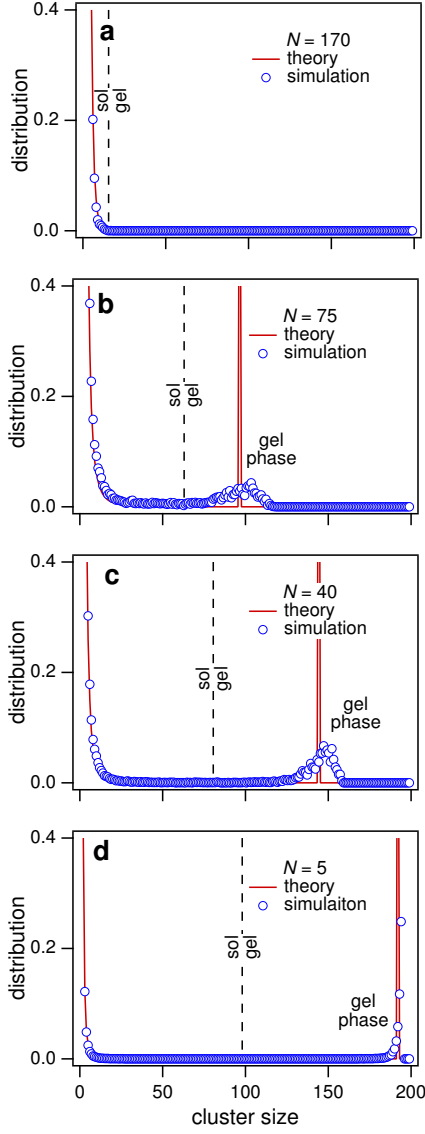 0.4
a
N = 170
theory
simulation
distribution
0.2
sol
gel
0.0
0.4
b
N = 75
theory
simulation
distribution
0.2
sol
gel
gel
phase
0.0
0.4
c
N = 40
theory
simulation
distribution
0.2
sol
gel
gel
phase
0.0
0.4
d
N = 5
theory
simulaiton
distribution
0.2
sol
gel
gel
phase
0.0
0 50 100 150 200
cluster size